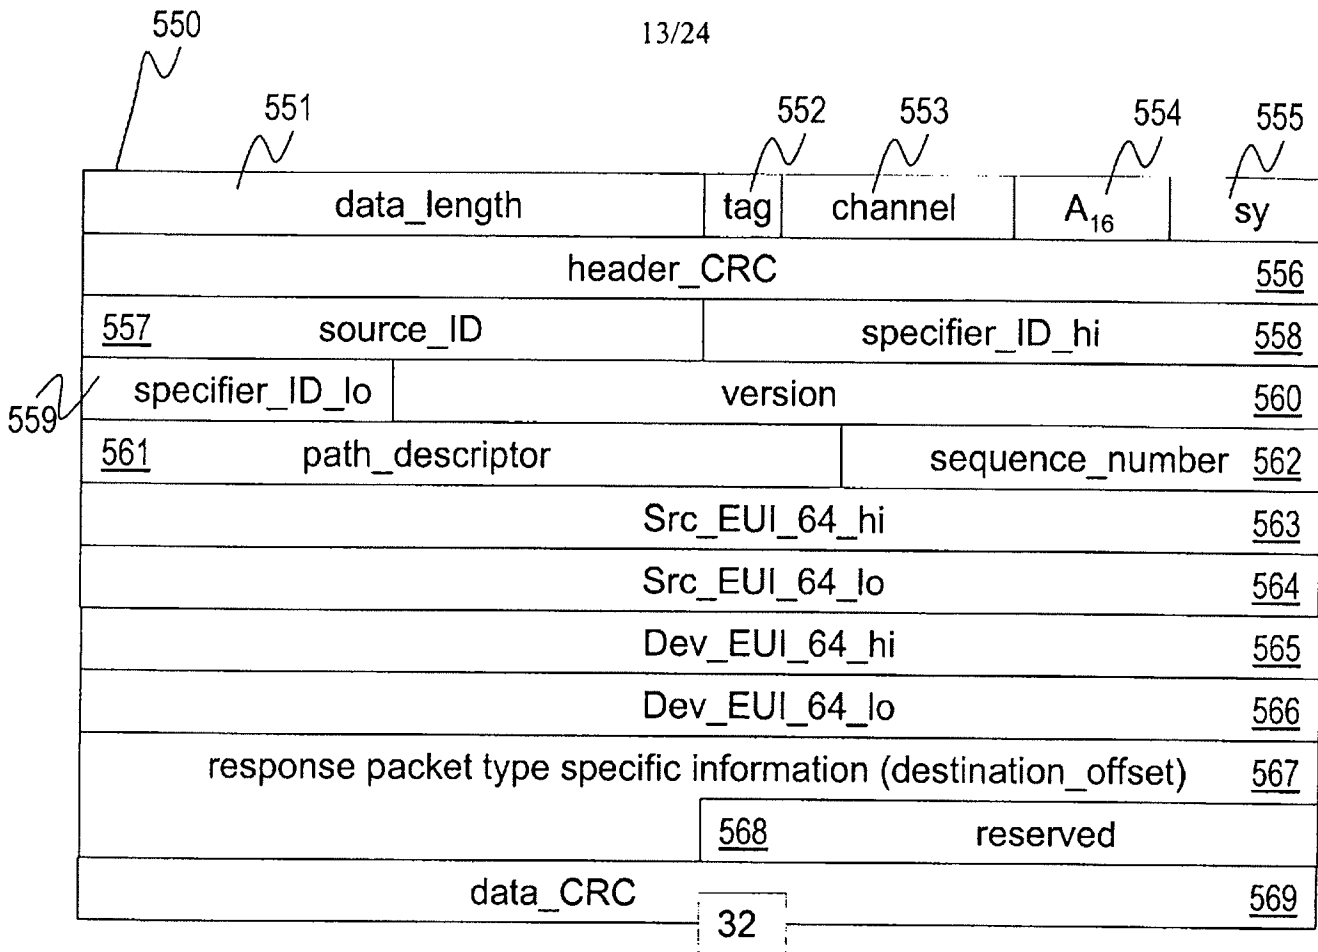 550
13/24
551 552 553 554 555
data_length tag channel A₁₆ sy
header_CRC 556
557 source_ID specifier_ID_hi 558
559 specifier_ID_lo version 560
561 path_descriptor sequence_number 562
Src_EUI_64_hi 563
Src_EUI_64_lo 564
Dev_EUI_64_hi 565
Dev_EUI_64_lo 566
response packet type specific information (destination_offset) 567
568 reserved
data_CRC 569
32